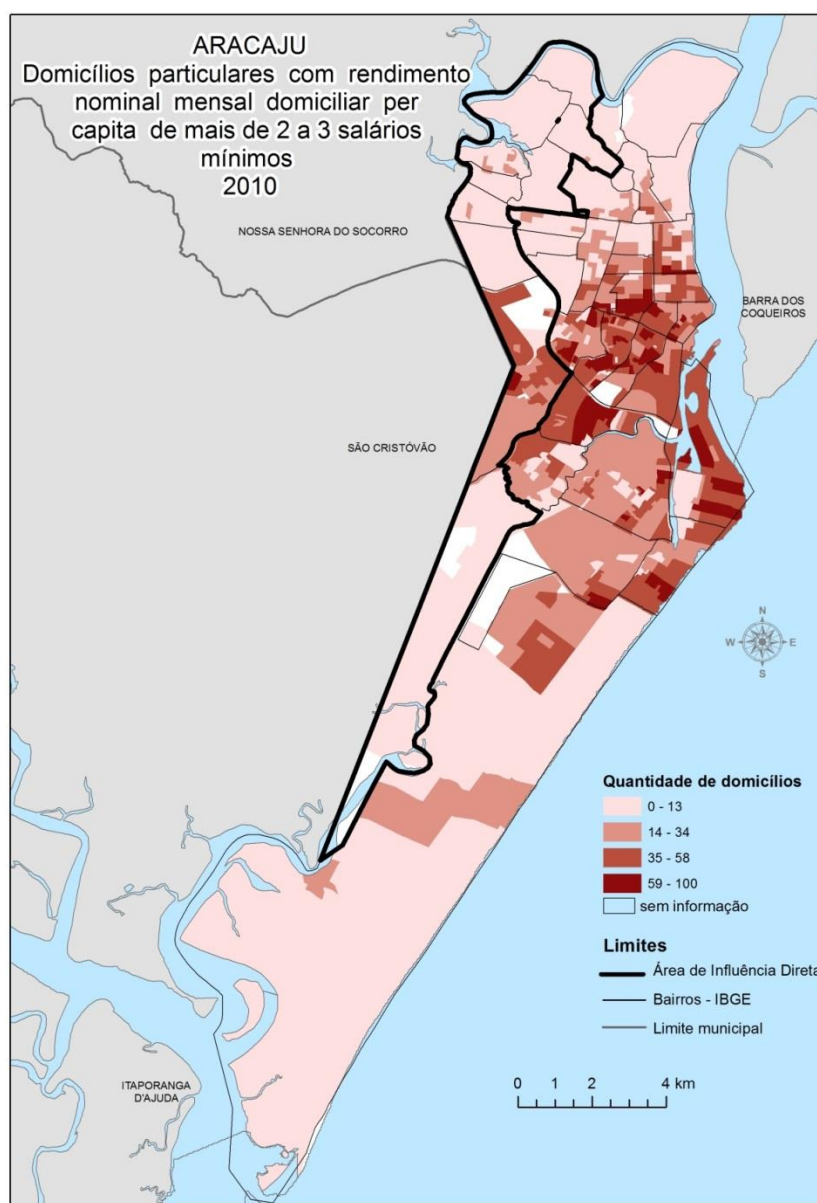 ARACAJU
Domicílios particulares com rendimento
nominal mensal domiciliar per
capita de mais de 2 a 3 salários
mínimos
2010
NOSSA SENHORA DO SOCORRO
BARRA DOS
COQUEIROS
SÃO CRISTÓVÃO
N
W
E
S
Quantidade de domicílios
0 - 13
14 - 34
35 - 58
59 - 100
sem informação
Limites
Área de Influência Direta
Bairros - IBGE
Limite municipal
ITAPORANGA
D'AJUDA
0 1 2 4 km